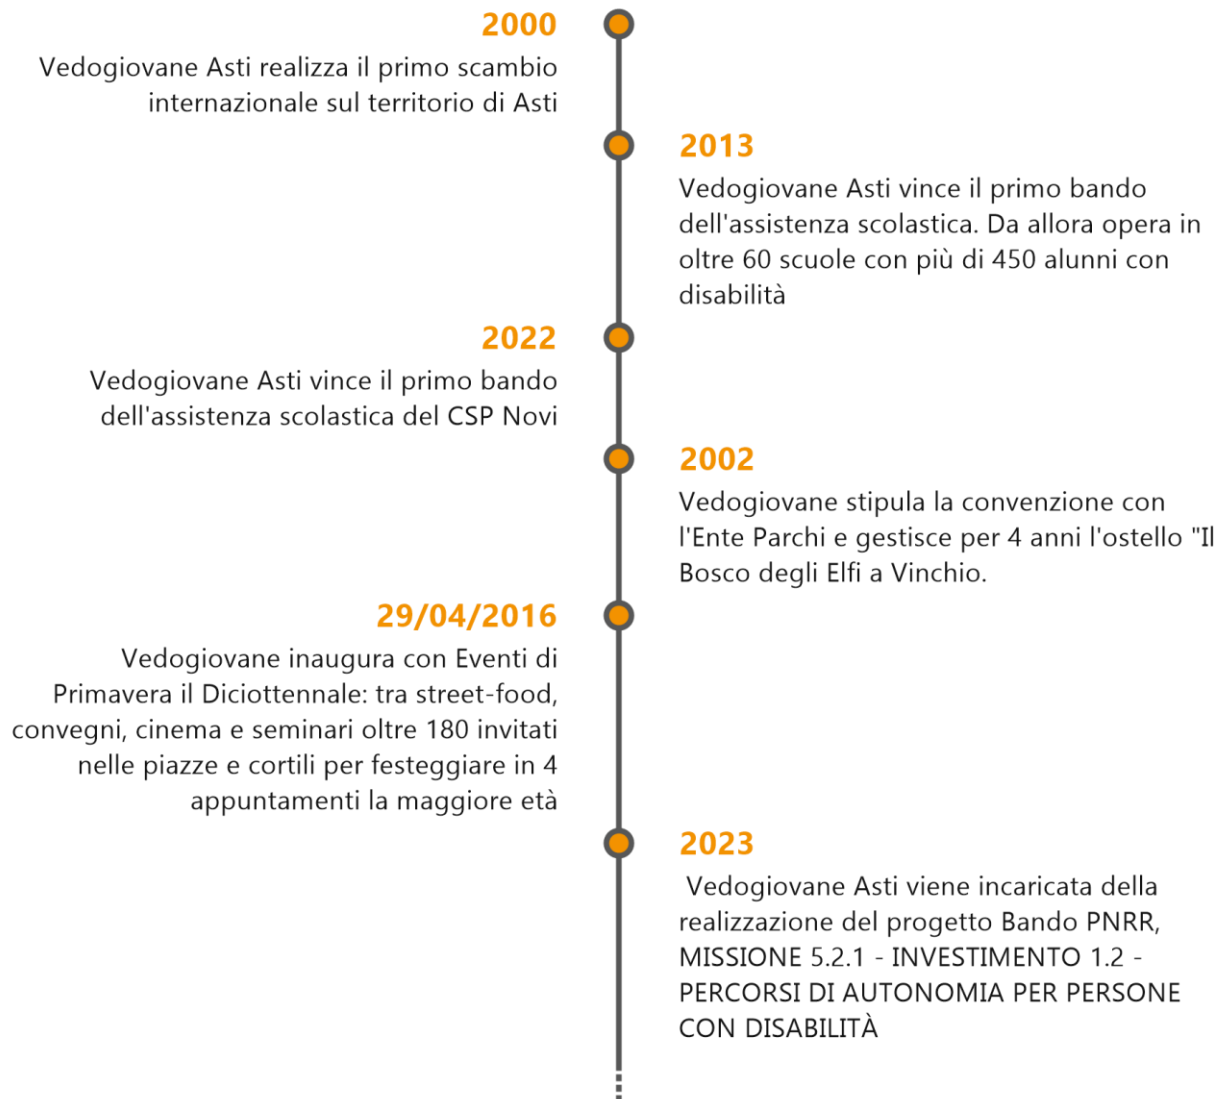 2000
Vedogiovane Asti realizza il primo scambio
internazionale sul territorio di Asti
2013
Vedogiovane Asti vince il primo bando
dell'assistenza scolastica. Da allora opera in
oltre 60 scuole con più di 450 alunni con
disabilità
2022
Vedogiovane Asti vince il primo bando
dell'assistenza scolastica del CSP Novi
2002
Vedogiovane stipula la convenzione con
l'Ente Parchi e gestisce per 4 anni l'ostello "Il
Bosco degli Elfi a Vinchio.
29/04/2016
Vedogiovane inaugura con Eventi di
Primavera il Diciottennale: tra street-food,
convegni, cinema e seminari oltre 180 invitati
nelle piazze e cortili per festeggiare in 4
appuntamenti la maggiore età
2023
Vedogiovane Asti viene incaricata della
realizzazione del progetto Bando PNRR,
MISSIONE 5.2.1 - INVESTIMENTO 1.2 -
PERCORSI DI AUTONOMIA PER PERSONE
CON DISABILITÀ